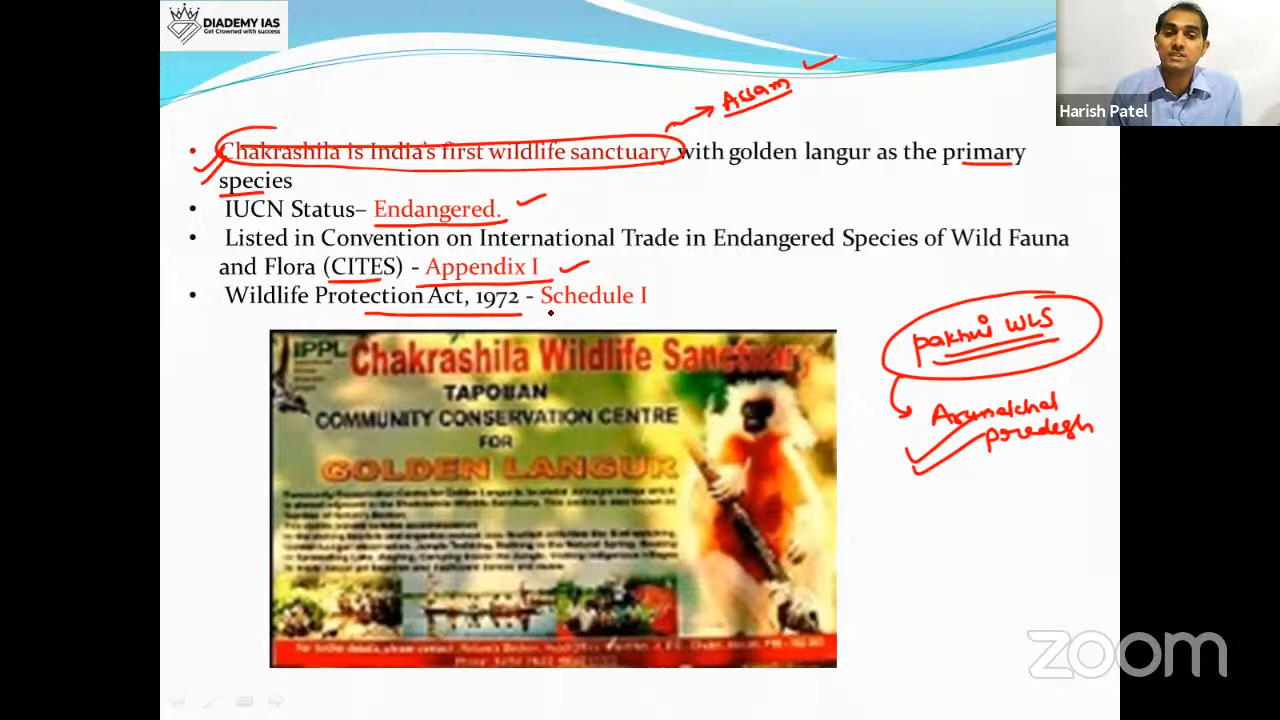 DIADEMY IAS
Get Crowned with success
Harish Patel
Assam
• Chakrashila is India's first wildlife sanctuary with golden langur as the primary
species
• IUCN Status– Endangered.
• Listed in Convention on International Trade in Endangered Species of Wild Fauna
and Flora (CITES) - Appendix I
• Wildlife Protection Act, 1972 - Schedule I
pakhui WLS
Arunalchal
predesh
IPPL
Chakrashila Wildlife Sanctuary
TAPOBAN
COMMUNITY CONSERVATION CENTRE
FOR
GOLDEN LANGUR
zoom